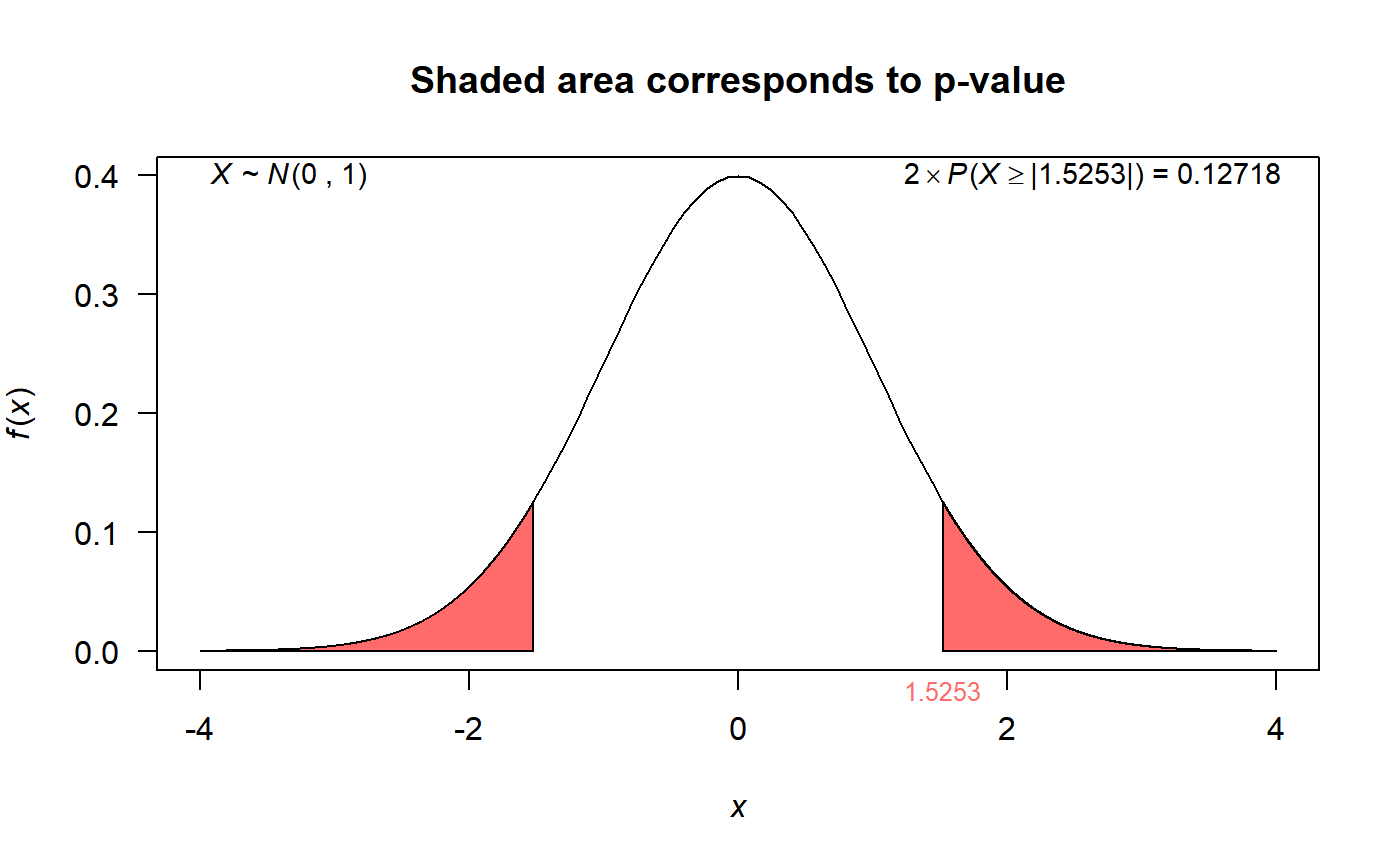 Shaded area corresponds to p-value
X ~ N(0 , 1)
2 × P(X ≥ |1.5253|) = 0.12718
0.4
0.3
0.2
0.1
0.0
f(x)
1.5253
-4
-2
0
2
4
x